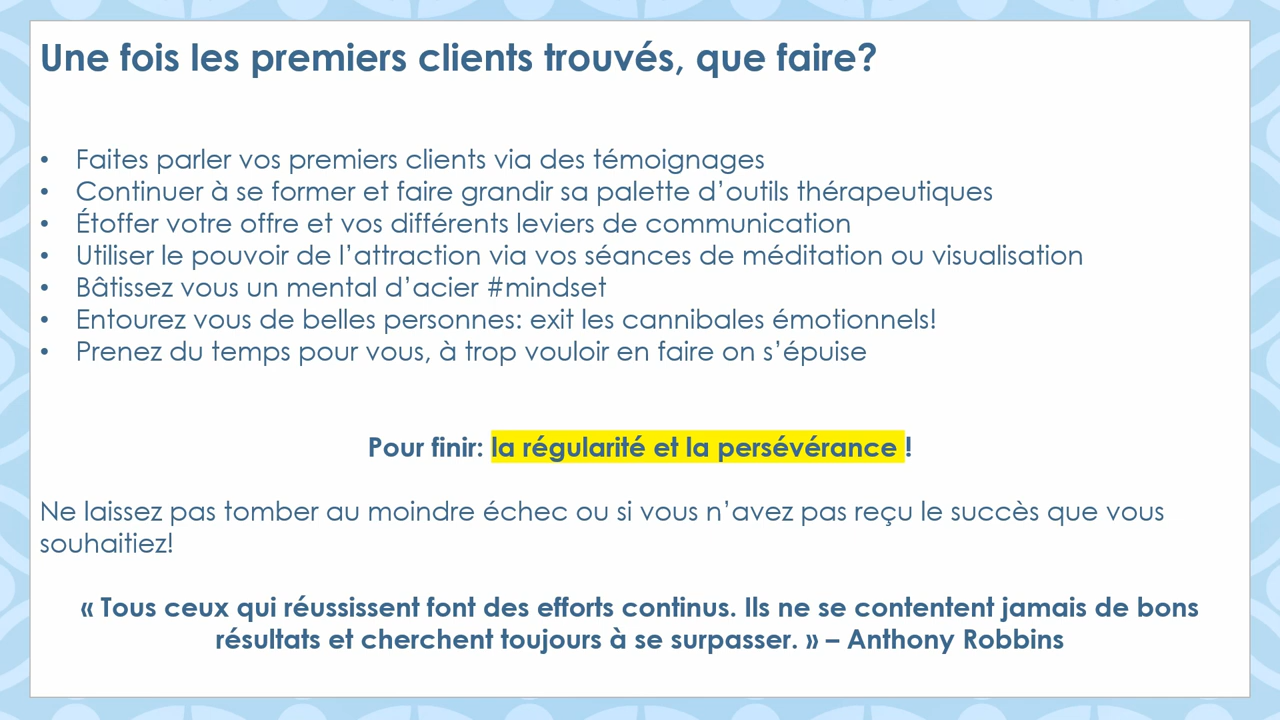 Une fois les premiers clients trouvés, que faire?
• Faites parler vos premiers clients via des témoignages
• Continuer à se former et faire grandir sa palette d’outils thérapeutiques
• Étoffer votre offre et vos différents leviers de communication
• Utiliser le pouvoir de l’attraction via vos séances de méditation ou visualisation
• Bâtissez vous un mental d’acier #mindset
• Entourez vous de belles personnes: exit les cannibales émotionnels!
• Prenez du temps pour vous, à trop vouloir en faire on s’épuise
Pour finir: la régularité et la persévérance !
Ne laissez pas tomber au moindre échec ou si vous n’avez pas reçu le succès que vous
souhaitiez!
« Tous ceux qui réussissent font des efforts continus. Ils ne se contentent jamais de bons
résultats et cherchent toujours à se surpasser. » – Anthony Robbins